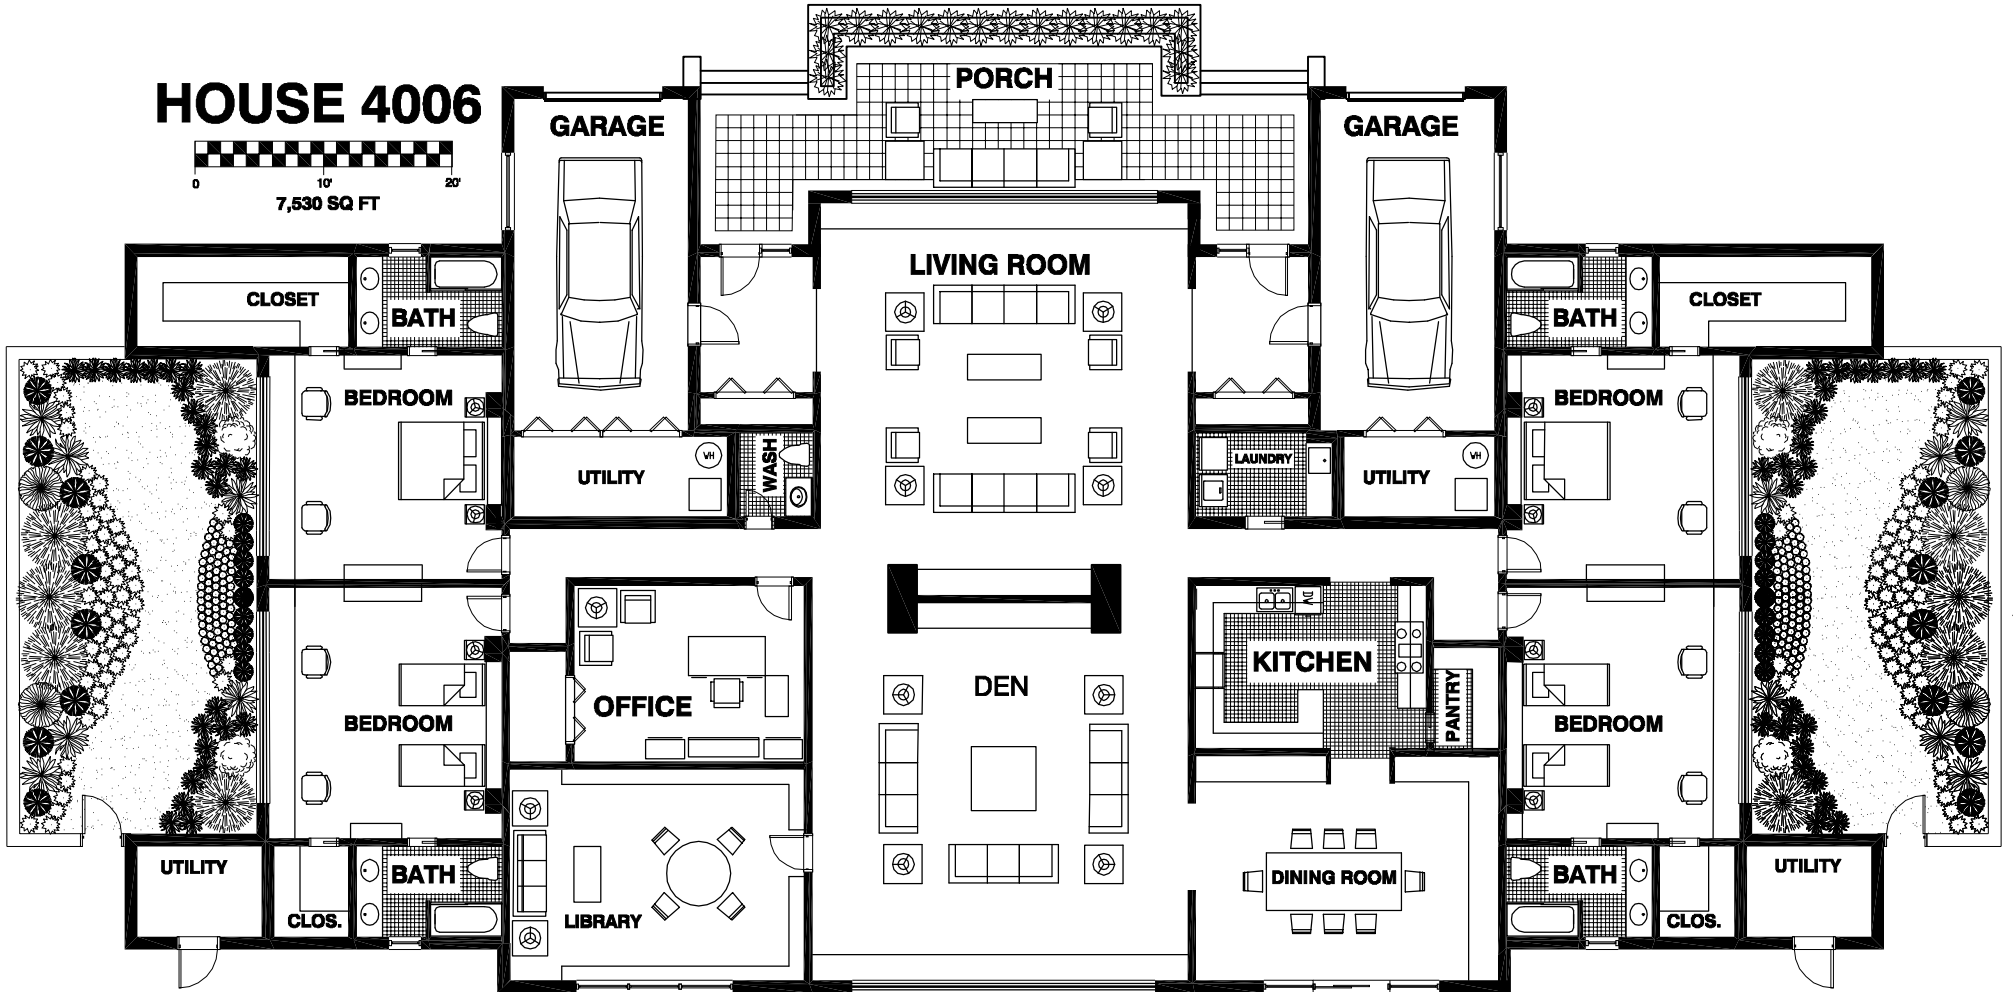 HOUSE 4006
0 10' 20'
7,530 SQ FT
PORCH
GARAGE
GARAGE
LIVING ROOM
CLOSET
BATH
BATH
CLOSET
BEDROOM
BEDROOM
UTILITY
WH
WASH
LAUNDRY
UTILITY
WH
DV
KITCHEN
PANTRY
DEN
OFFICE
BEDROOM
BEDROOM
UTILITY
CLOS.
BATH
LIBRARY
DINING ROOM
BATH
CLOS.
UTILITY